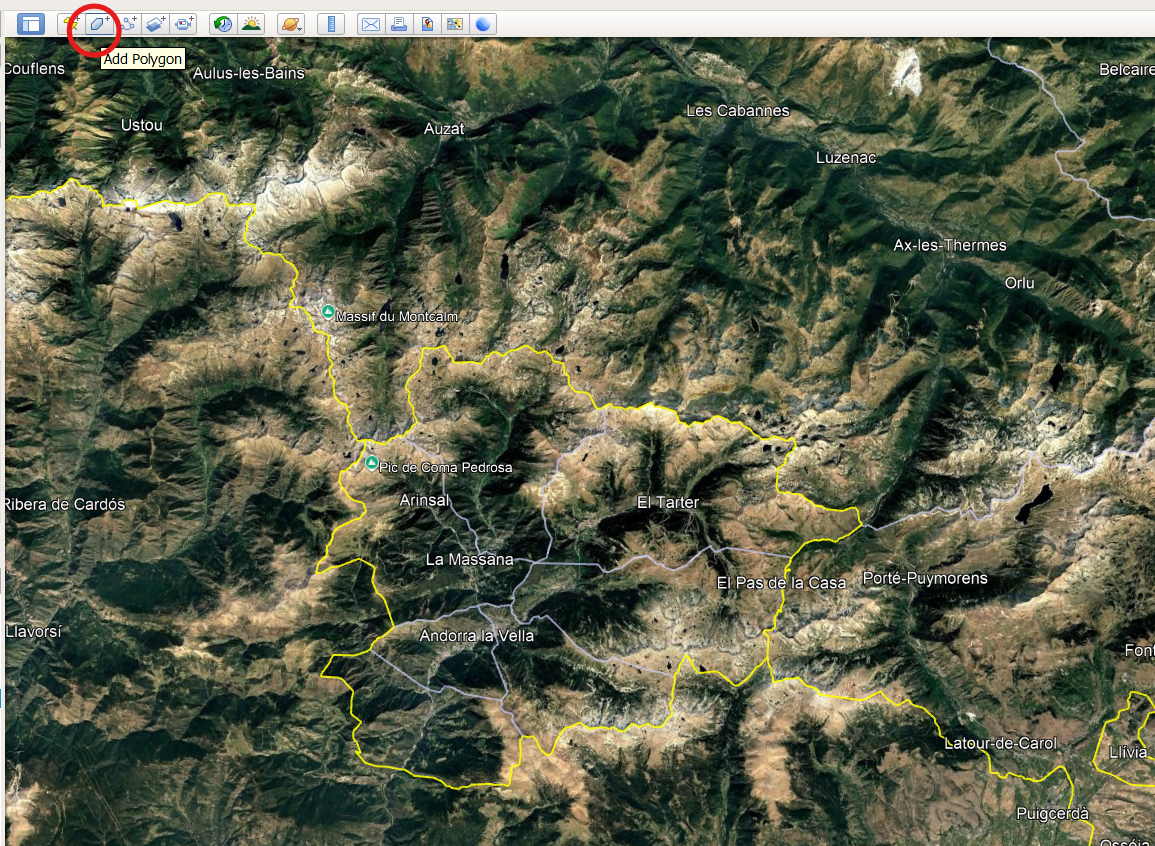 Add Polygon
Couflens
Aulus-les-Bains
Belcaire
Les Cabannes
Ustou
Auzat
Luzenac
Ax-les-Thermes
Orlu
Massif du Montcalm
Pic de Coma Pedrosa
Arinsal
El Tarter
Ribera de Cardós
La Massana
El Pas de la Casa
Porté-Puymorens
Llavorsí
Andorra la Vella
Font
Latour-de-Carol
Llívia
Puigcerdà
Osséja